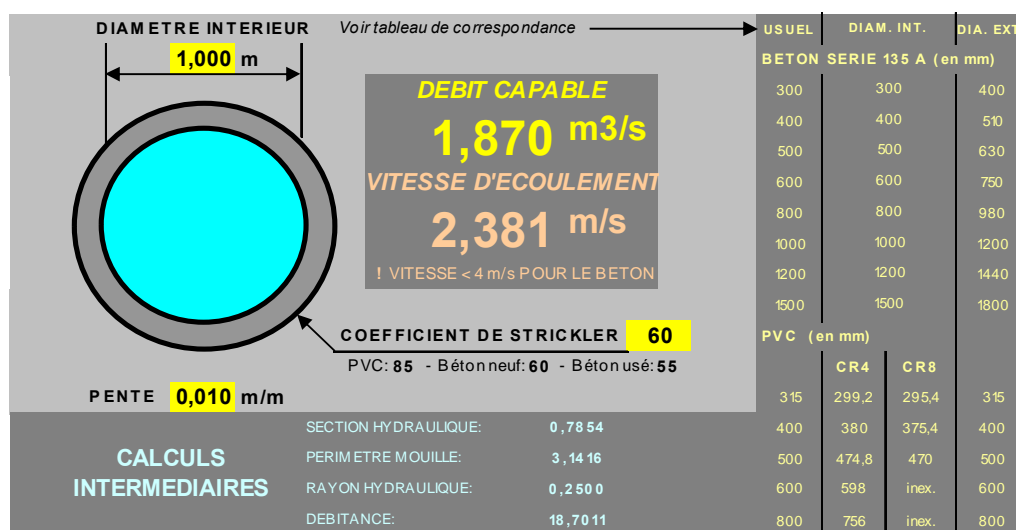 DIAMETRE INTERIEUR
1,000 m
Voir tableau de correspondance
DEBIT CAPABLE
1,870 m3/s
VITESSE D'ECOULEMENT
2,381 m/s
! VITESSE < 4 m/s POUR LE BETON
COEFFICIENT DE STRICKLER 60
PVC: 85 - Béton neuf: 60 - Béton usé: 55
PENTE 0,010 m/m
CALCULS
INTERMEDIAIRES
SECTION HYDRAULIQUE: 0,7854
PERIMETRE MOUILLE: 3,1416
RAYON HYDRAULIQUE: 0,2500
DEBITANCE: 18,7011
USUEL DIAM. INT. DIA. EXT
BETON SERIE 135 A (en mm)
300 300 400
400 400 510
500 500 630
600 600 750
800 800 980
1000 1000 1200
1200 1200 1440
1500 1500 1800
PVC (en mm)
CR4 CR8
315 299,2 295,4 315
400 380 375,4 400
500 474,8 470 500
600 598 inex. 600
800 756 inex. 800